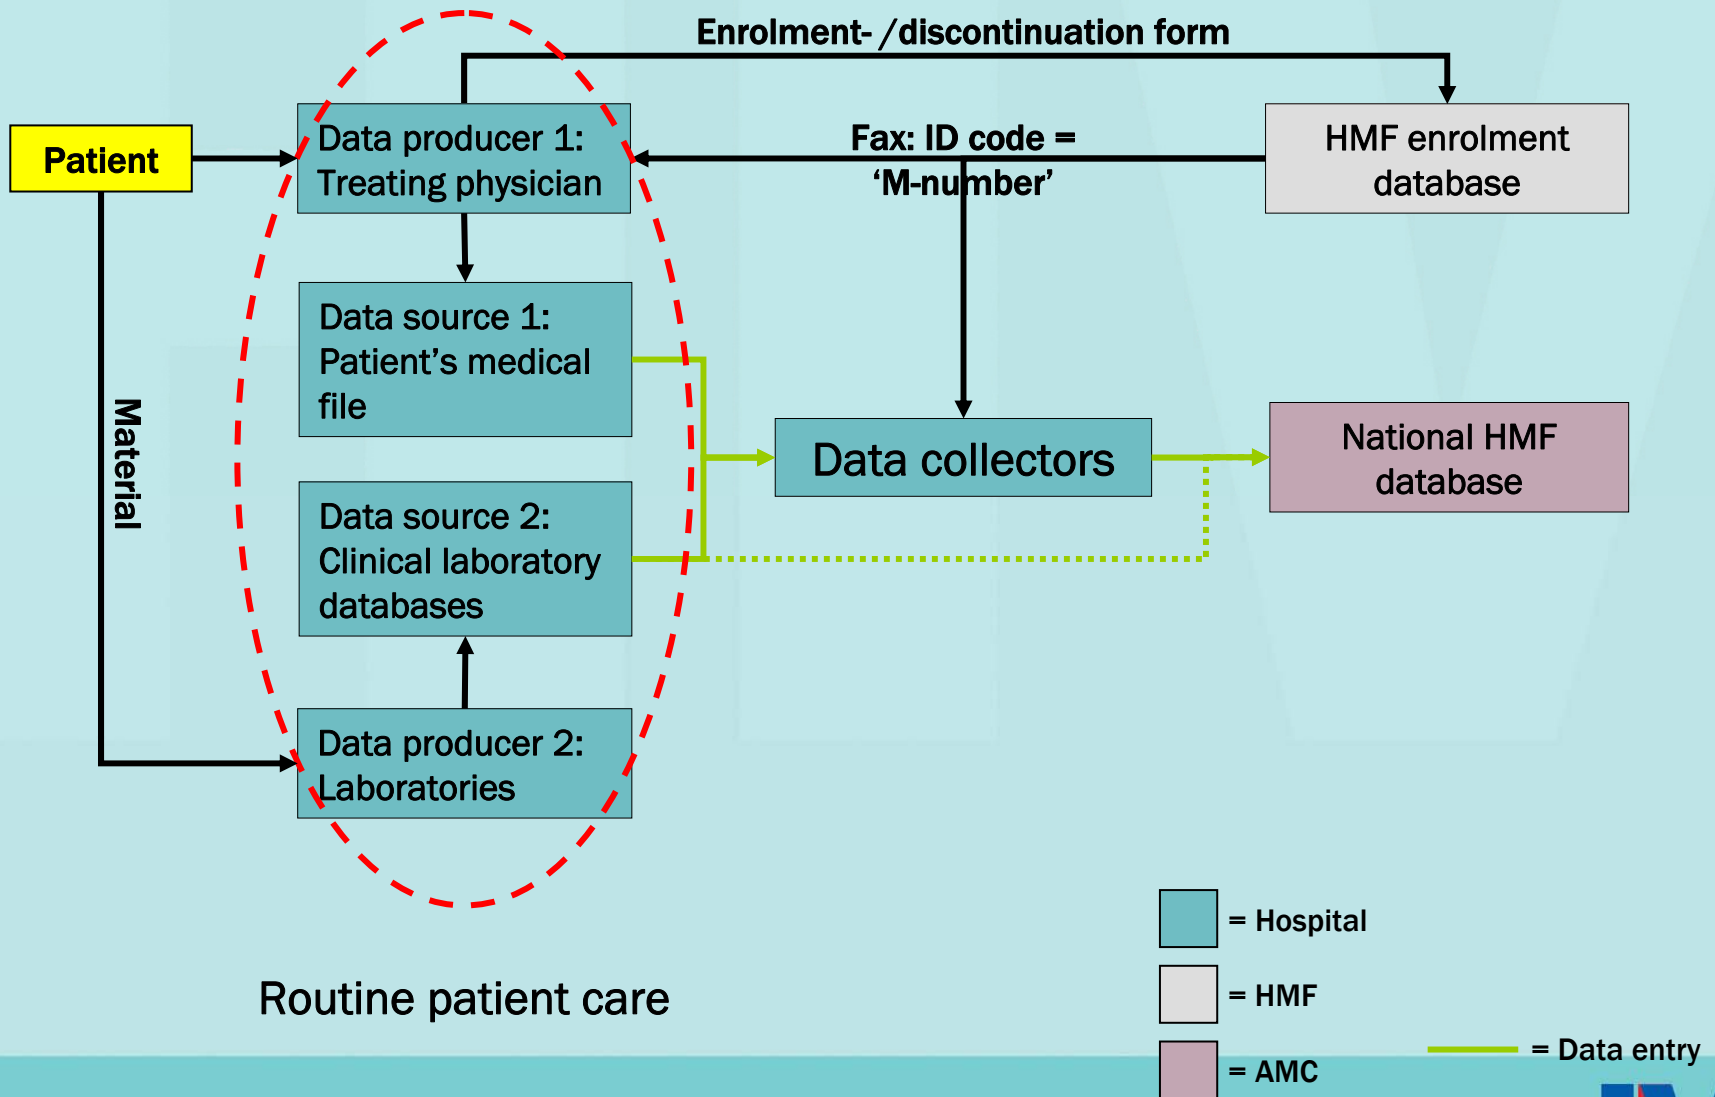 Enrolment- /discontinuation form
Patient
Data producer 1:
Treating physician
Fax: ID code =
‘M-number’
HMF enrolment
database
Data source 1:
Patient’s medical
file
Material
Data collectors
National HMF
database
Data source 2:
Clinical laboratory
databases
Data producer 2:
Laboratories
Routine patient care
= Hospital
= HMF
= AMC
= Data entry